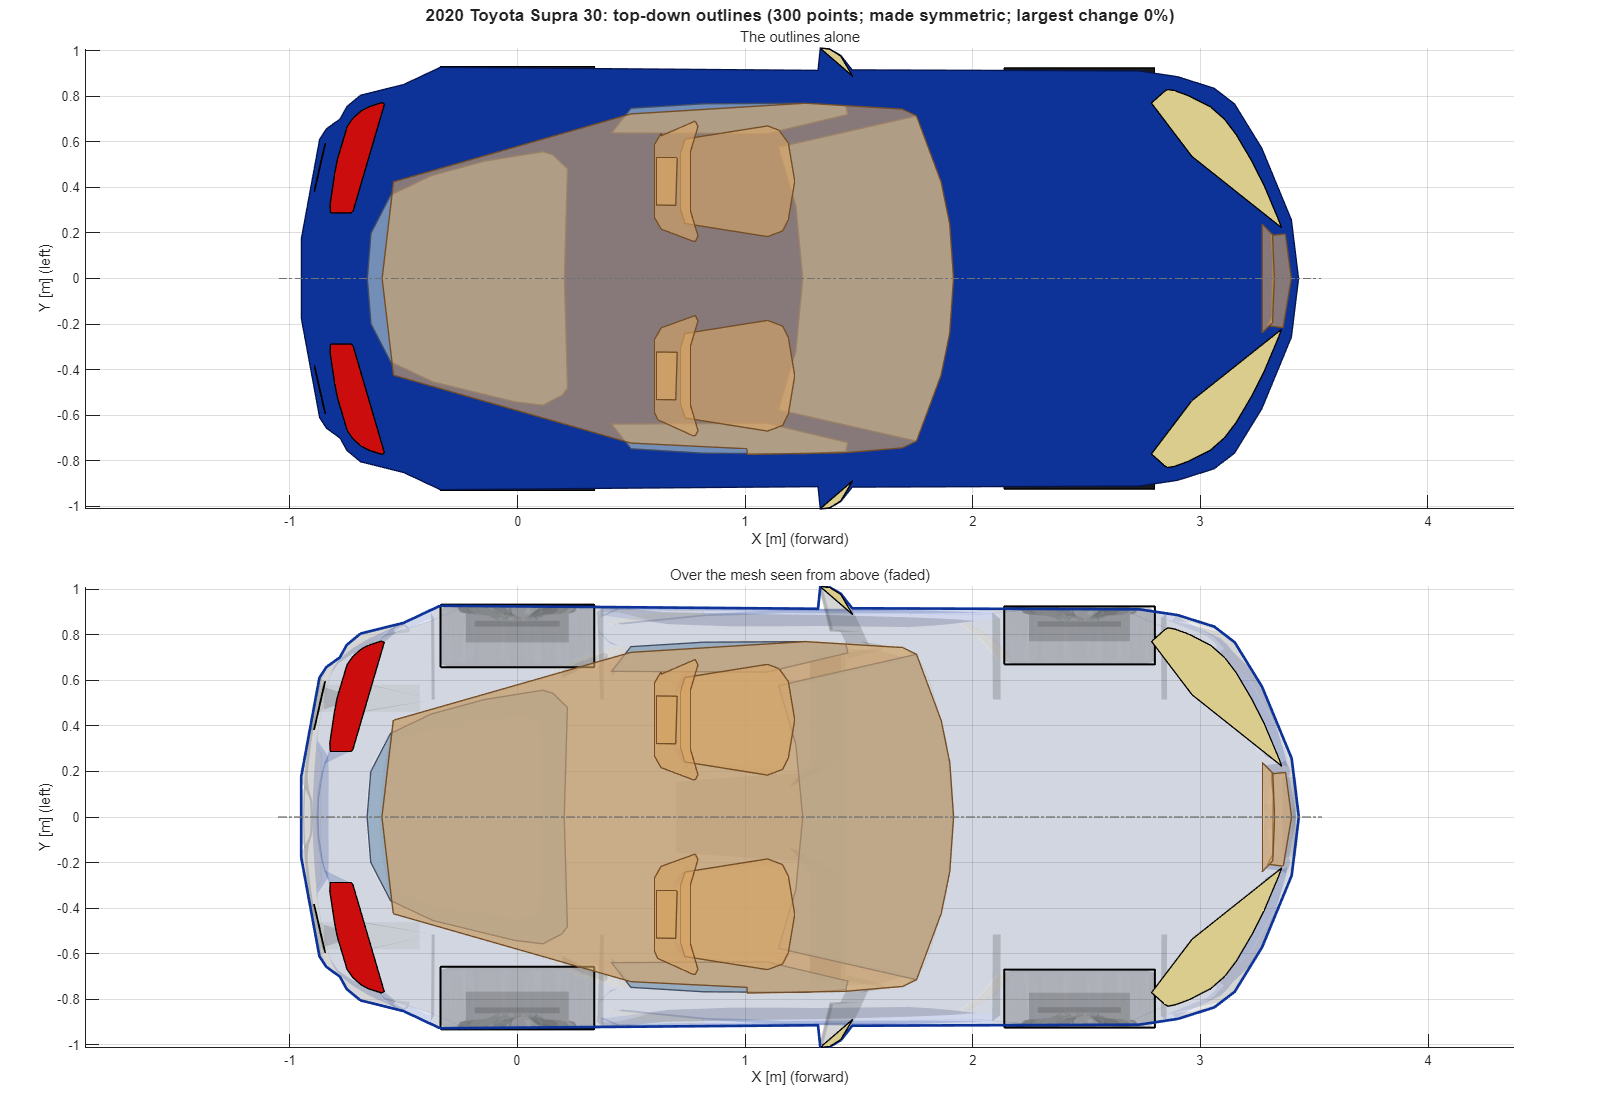 2020 Toyota Supra 30: top-down outlines (300 points; made symmetric; largest change 0%)
The outlines alone
1
0.8
0.6
0.4
0.2
0
-0.2
-0.4
-0.6
-0.8
-1
Y [m] (left)
-1 0 1 2 3 4
X [m] (forward)
Over the mesh seen from above (faded)
1
0.8
0.6
0.4
0.2
0
-0.2
-0.4
-0.6
-0.8
-1
Y [m] (left)
-1 0 1 2 3 4
X [m] (forward)